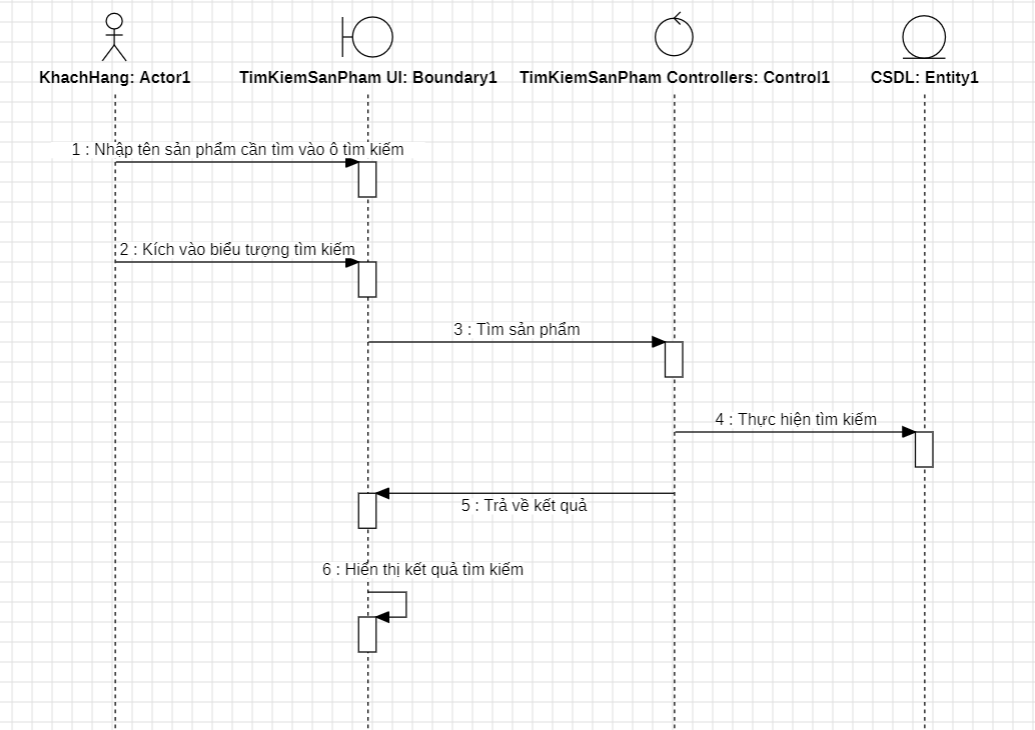 KhachHang: Actor1
TimKiemSanPham UI: Boundary1
TimKiemSanPham Controllers: Control1
CSDL: Entity1
1 : Nhập tên sản phẩm cần tìm vào ô tìm kiếm
2 : Kích vào biểu tượng tìm kiếm
3 : Tìm sản phẩm
4 : Thực hiện tìm kiếm
5 : Trả về kết quả
6 : Hiển thị kết quả tìm kiếm